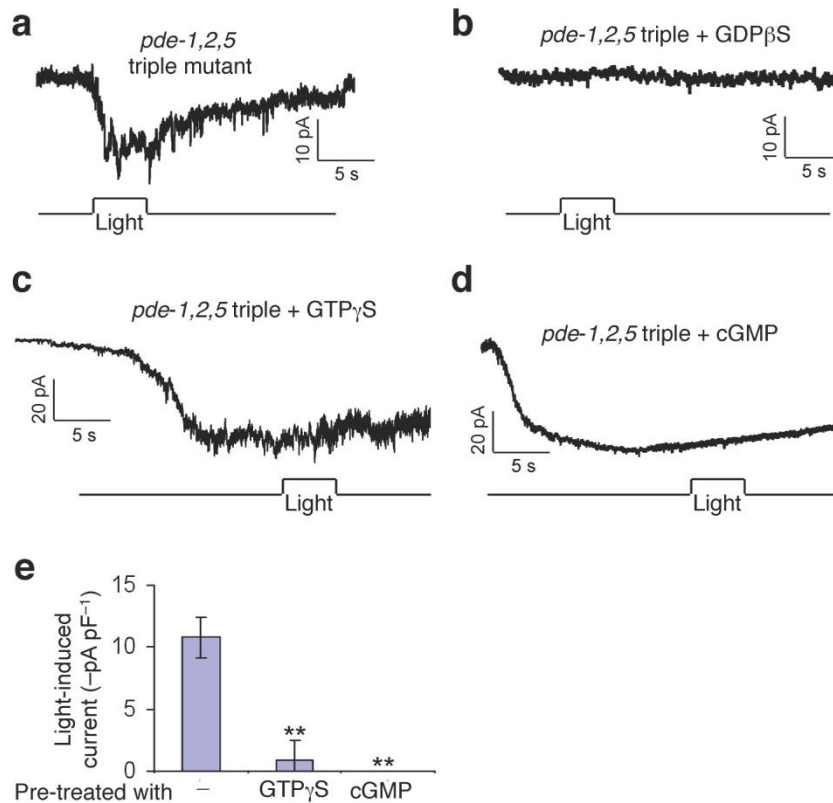 a
pde-1,2,5
triple mutant
10 pA
5 s
Light
b
pde-1,2,5 triple + GDPβS
10 pA
5 s
Light
c
pde-1,2,5 triple + GTPγS
20 pA
5 s
Light
d
pde-1,2,5 triple + cGMP
20 pA
5 s
Light
e
Light-induced
current (–pA pF⁻¹)
15
10
5
0
** **
Pre-treated with – GTPγS cGMP